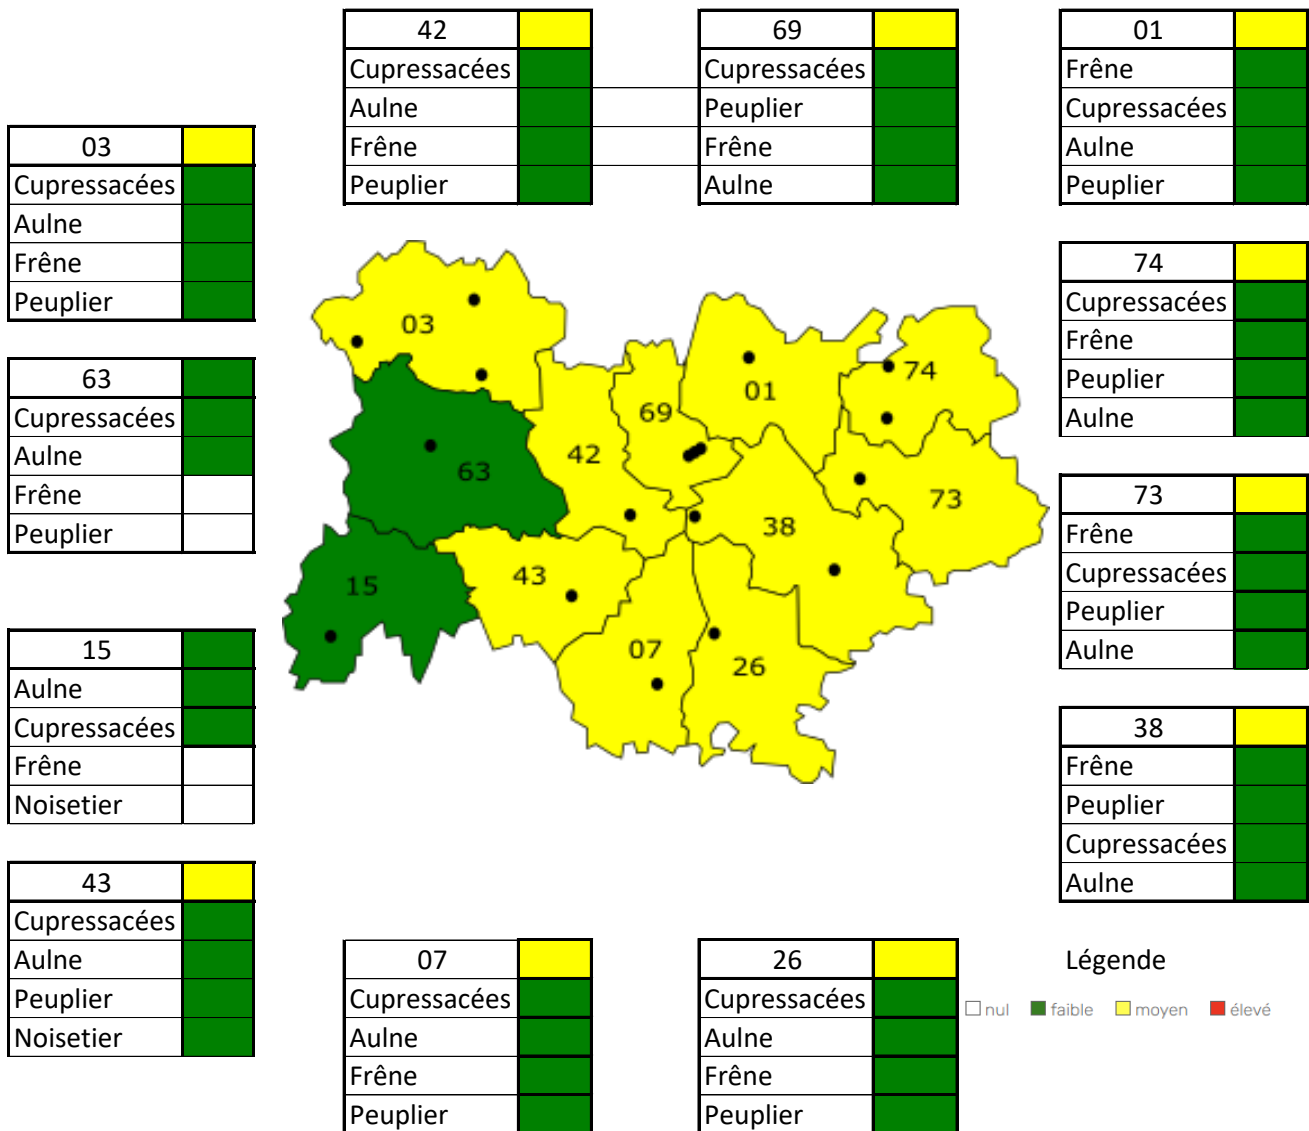 42
Cupressacées
Aulne
Frêne
Peuplier
69
Cupressacées
Peuplier
Frêne
Aulne
01
Frêne
Cupressacées
Aulne
Peuplier
03
Cupressacées
Aulne
Frêne
Peuplier
63
Cupressacées
Aulne
Frêne
Peuplier
15
Aulne
Cupressacées
Frêne
Noisetier
43
Cupressacées
Aulne
Peuplier
Noisetier
03
63
15
42
69
01
74
73
38
43
07
26
74
Cupressacées
Frêne
Peuplier
Aulne
73
Frêne
Cupressacées
Peuplier
Aulne
38
Frêne
Peuplier
Cupressacées
Aulne
07
Cupressacées
Aulne
Frêne
Peuplier
26
Cupressacées
Aulne
Frêne
Peuplier
Légende
nul faible moyen élevé